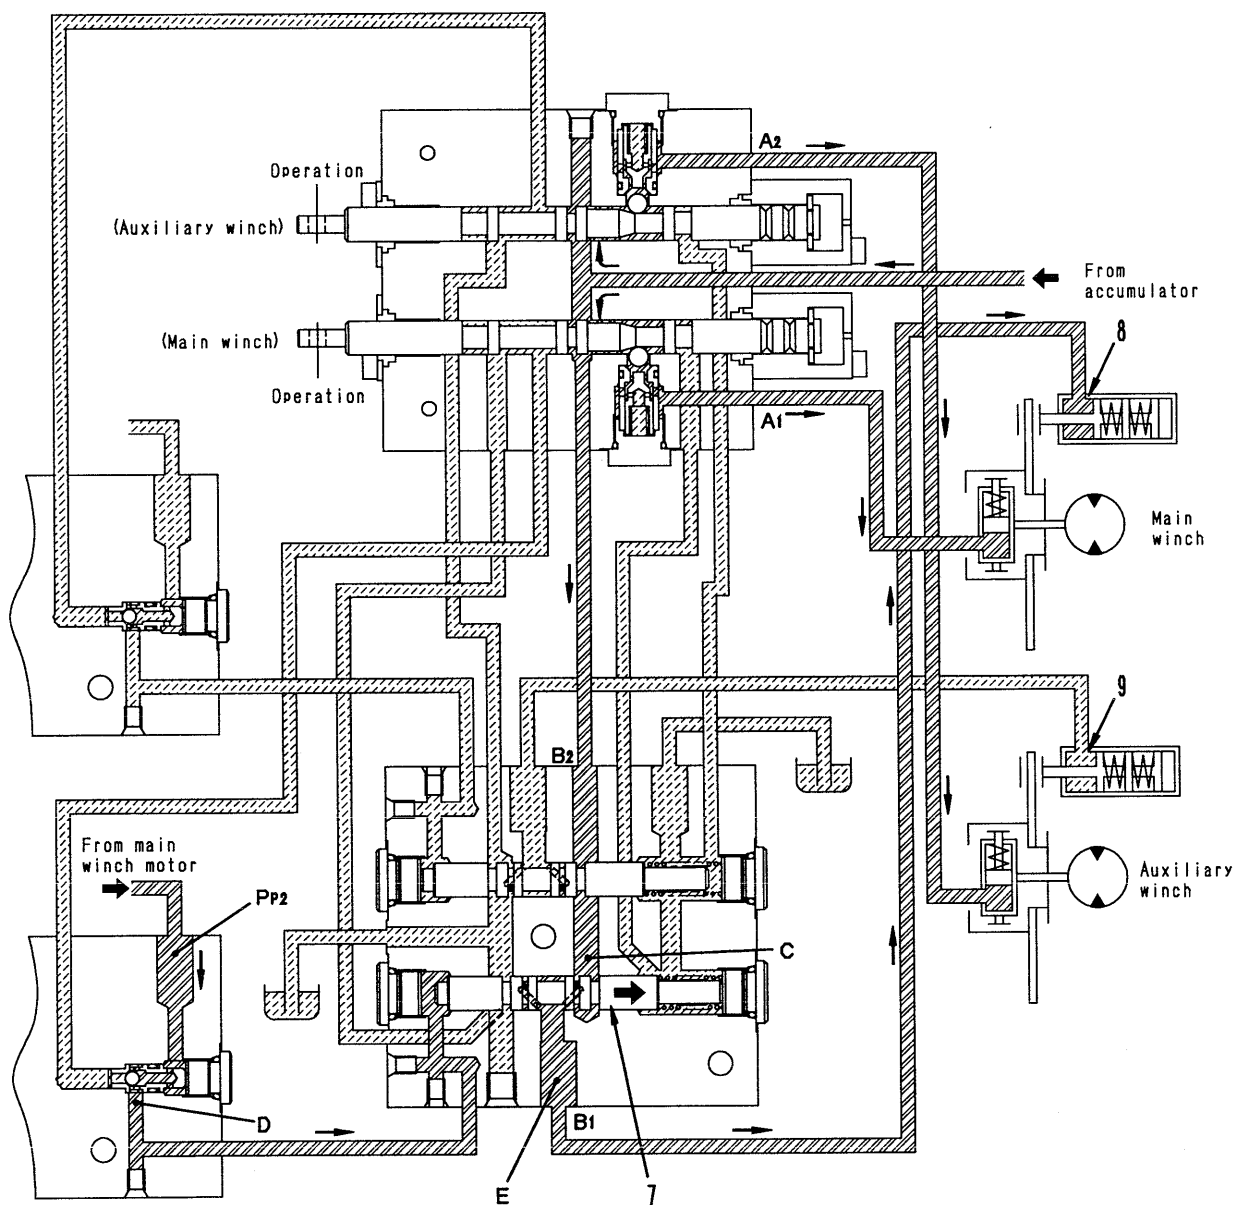 A2
Operation
(Auxiliary winch)
From
accumulator
(Main winch)
8
Operation
A1
Main
winch
9
B2
From main
winch motor
Auxiliary
winch
PP2
C
D
B1
E
7